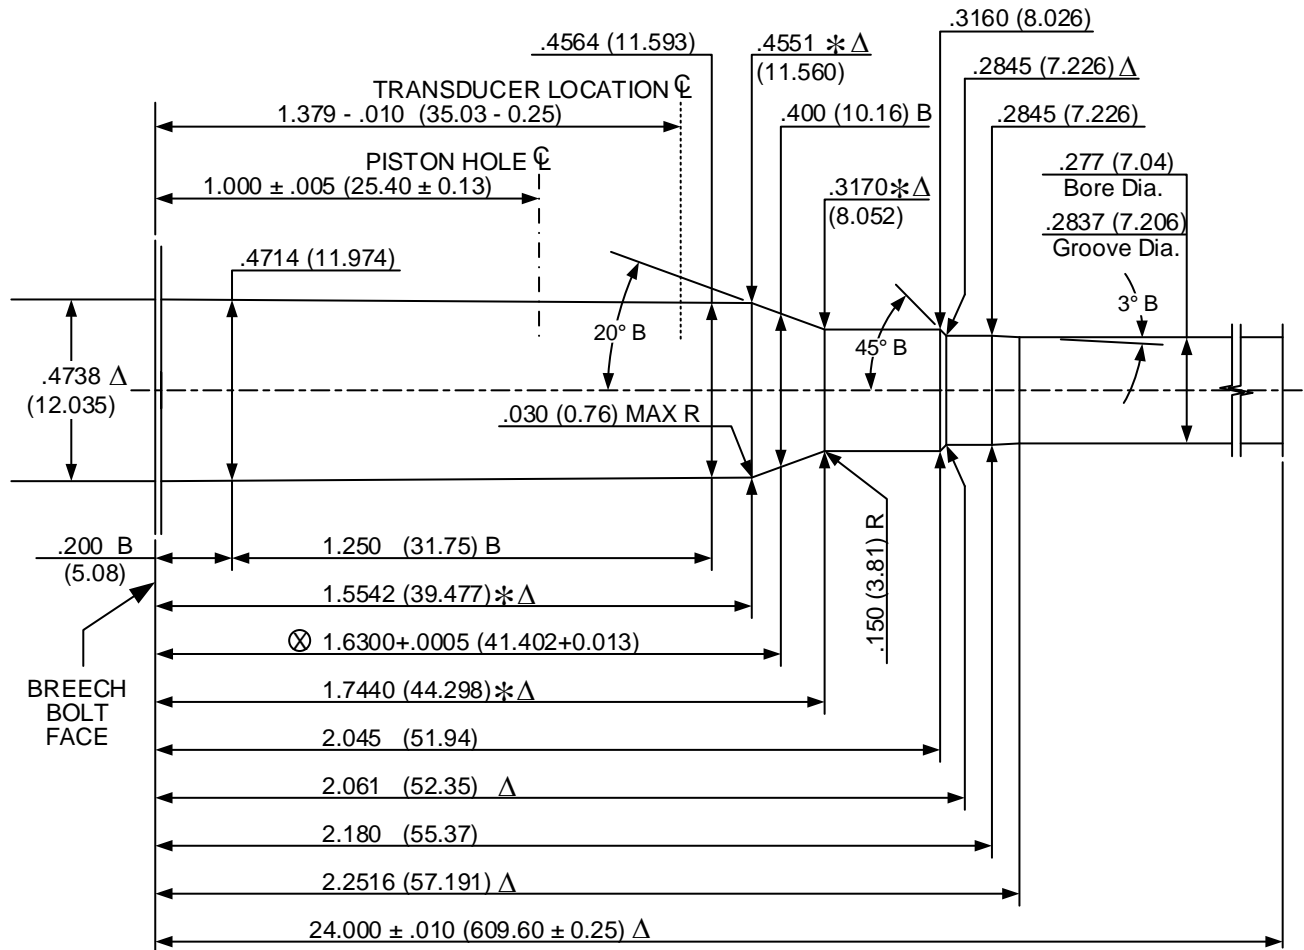 .3160 (8.026)
.4564 (11.593)
.4551 ✻ Δ
(11.560)
.2845 (7.226) Δ
TRANSDUCER LOCATION ℄
1.379 - .010 (35.03 - 0.25)
.400 (10.16) B
.2845 (7.226)
PISTON HOLE ℄
1.000 ± .005 (25.40 ± 0.13)
.3170✻Δ
(8.052)
.277 (7.04)
Bore Dia.
.2837 (7.206)
Groove Dia.
.4714 (11.974)
20° B
45° B
3° B
.4738 Δ
(12.035)
.030 (0.76) MAX R
.150 (3.81) R
.200 B
(5.08)
1.250 (31.75) B
1.5542 (39.477)✻Δ
⊗ 1.6300+.0005 (41.402+0.013)
BREECH
BOLT
FACE
1.7440 (44.298)✻Δ
2.045 (51.94)
2.061 (52.35) Δ
2.180 (55.37)
2.2516 (57.191) Δ
24.000 ± .010 (609.60 ± 0.25) Δ